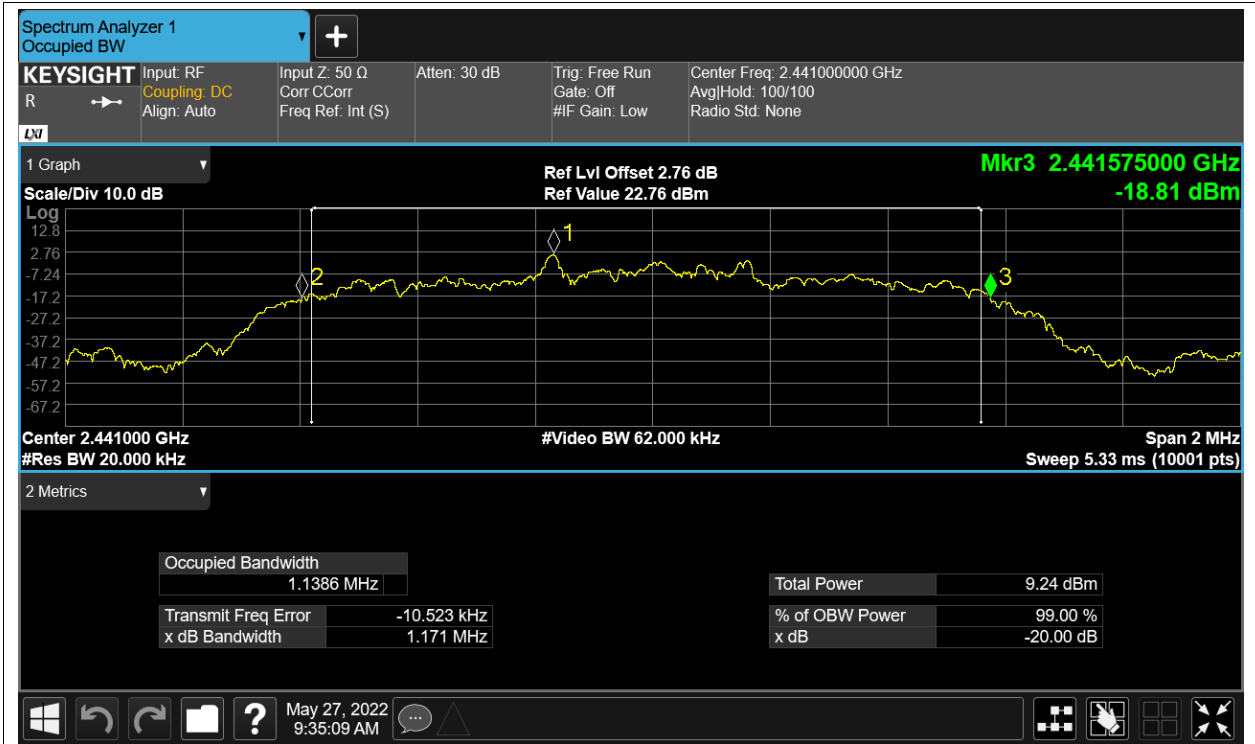 Spectrum Analyzer 1
Occupied BW
KEYSIGHT
R
LXI
Input: RF
Coupling: DC
Align: Auto
Input Z: 50 Ω
Corr CCorr
Freq Ref: Int (S)
Atten: 30 dB
Trig: Free Run
Gate: Off
#IF Gain: Low
Center Freq: 2.441000000 GHz
Avg|Hold: 100/100
Radio Std: None
1 Graph
Scale/Div 10.0 dB
Ref Lvl Offset 2.76 dB
Ref Value 22.76 dBm
Mkr3 2.441575000 GHz
-18.81 dBm
Log
12.8
2.76
-7.24
-17.2
-27.2
-37.2
-47.2
-57.2
-67.2
1
2
3
Center 2.441000 GHz
#Res BW 20.000 kHz
#Video BW 62.000 kHz
Span 2 MHz
Sweep 5.33 ms (10001 pts)
2 Metrics
Occupied Bandwidth
1.1386 MHz
Transmit Freq Error -10.523 kHz
x dB Bandwidth 1.171 MHz
Total Power 9.24 dBm
% of OBW Power 99.00 %
x dB -20.00 dB
?
May 27, 2022
9:35:09 AM